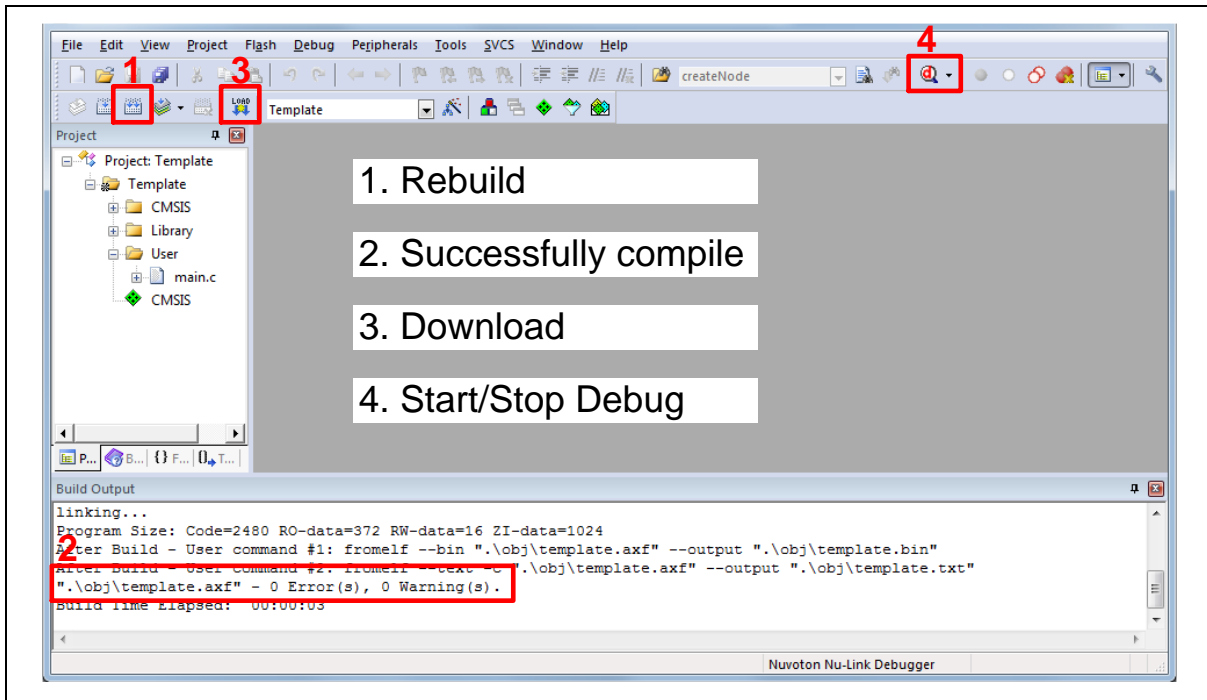 File Edit View Project Flash Debug Peripherals Tools SVCS Window Help
4
1
3
createNode
LOAD
Template
Project
Project: Template
Template
CMSIS
Library
User
main.c
CMSIS
1. Rebuild
2. Successfully compile
3. Download
4. Start/Stop Debug
P... B... {} F... 0 T...
Build Output
linking...
Program Size: Code=2480 RO-data=372 RW-data=16 ZI-data=1024
After Build - User command #1: fromelf --bin ".\obj\template.axf" --output ".\obj\template.bin"
2
After Build - User command #2: fromelf --text -c ".\obj\template.axf" --output ".\obj\template.txt"
".\obj\template.axf" - 0 Error(s), 0 Warning(s).
Build Time Elapsed: 00:00:03
Nuvoton Nu-Link Debugger